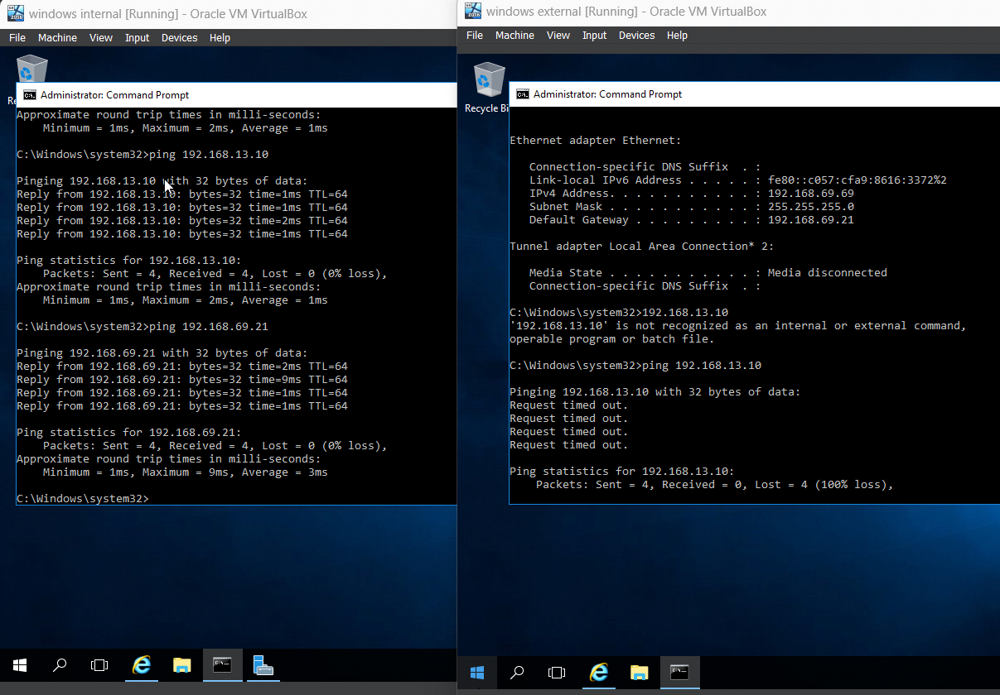 windows internal [Running] - Oracle VM VirtualBox
File Machine View Input Devices Help
Administrator: Command Prompt
Approximate round trip times in milli-seconds:
    Minimum = 1ms, Maximum = 2ms, Average = 1ms
C:\Windows\system32>ping 192.168.13.10
Pinging 192.168.13.10 with 32 bytes of data:
Reply from 192.168.13.10: bytes=32 time=1ms TTL=64
Reply from 192.168.13.10: bytes=32 time=1ms TTL=64
Reply from 192.168.13.10: bytes=32 time=2ms TTL=64
Reply from 192.168.13.10: bytes=32 time=1ms TTL=64
Ping statistics for 192.168.13.10:
    Packets: Sent = 4, Received = 4, Lost = 0 (0% loss),
Approximate round trip times in milli-seconds:
    Minimum = 1ms, Maximum = 2ms, Average = 1ms
C:\Windows\system32>ping 192.168.69.21
Pinging 192.168.69.21 with 32 bytes of data:
Reply from 192.168.69.21: bytes=32 time=2ms TTL=64
Reply from 192.168.69.21: bytes=32 time=9ms TTL=64
Reply from 192.168.69.21: bytes=32 time=1ms TTL=64
Reply from 192.168.69.21: bytes=32 time=1ms TTL=64
Ping statistics for 192.168.69.21:
    Packets: Sent = 4, Received = 4, Lost = 0 (0% loss),
Approximate round trip times in milli-seconds:
    Minimum = 1ms, Maximum = 9ms, Average = 3ms
C:\Windows\system32>
windows external [Running] - Oracle VM VirtualBox
File Machine View Input Devices Help
Recycle Bi
Administrator: Command Prompt
Ethernet adapter Ethernet:
   Connection-specific DNS Suffix  . :
   Link-local IPv6 Address . . . . . : fe80::c057:cfa9:8616:3372%2
   IPv4 Address. . . . . . . . . . . : 192.168.69.69
   Subnet Mask . . . . . . . . . . . : 255.255.255.0
   Default Gateway . . . . . . . . . : 192.168.69.21
Tunnel adapter Local Area Connection* 2:
   Media State . . . . . . . . . . . : Media disconnected
   Connection-specific DNS Suffix  . :
C:\Windows\system32>192.168.13.10
'192.168.13.10' is not recognized as an internal or external command,
operable program or batch file.
C:\Windows\system32>ping 192.168.13.10
Pinging 192.168.13.10 with 32 bytes of data:
Request timed out.
Request timed out.
Request timed out.
Request timed out.
Ping statistics for 192.168.13.10:
    Packets: Sent = 4, Received = 0, Lost = 4 (100% loss),